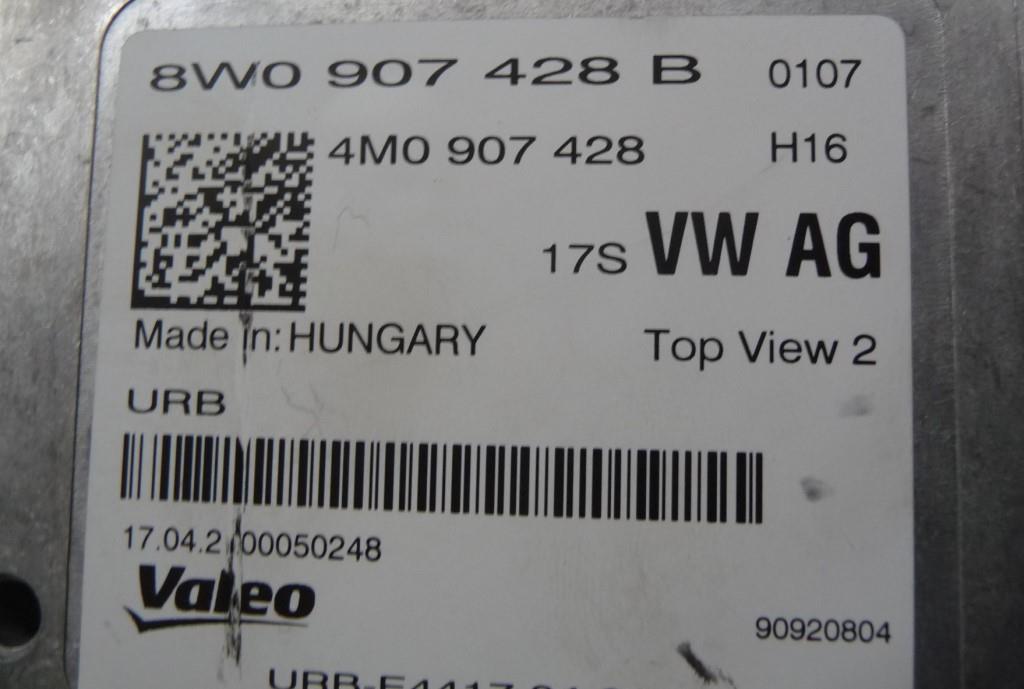 8W0 907 428 B 0107
4M0 907 428 H16
17S VW AG
Made in: HUNGARY Top View 2
URB
00050248
Valeo
90920804